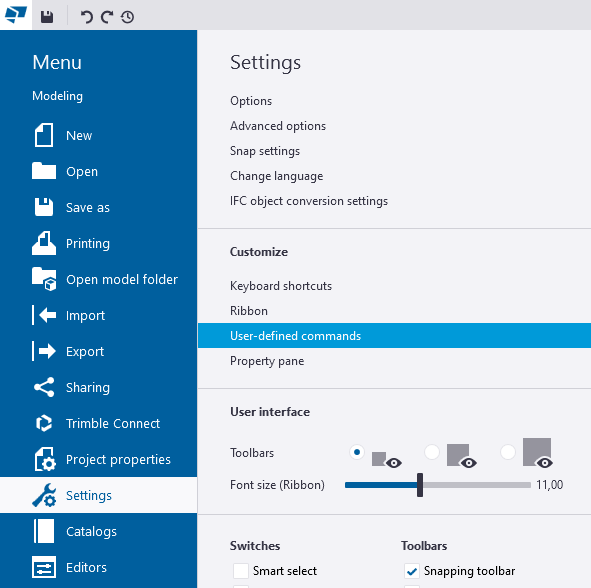 Menu
Modeling
New
Open
Save as
Printing
Open model folder
Import
Export
Sharing
Trimble Connect
Project properties
Settings
Catalogs
Editors
Settings
Options
Advanced options
Snap settings
Change language
IFC object conversion settings
Customize
Keyboard shortcuts
Ribbon
User-defined commands
Property pane
User interface
Toolbars
Font size (Ribbon) 11,00
Switches
Smart select
Toolbars
Snapping toolbar